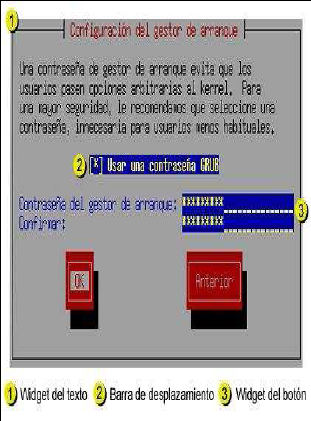 1
Configuración del gestor de arranque
Una contraseña de gestor de arranque evita que los
usuarios pasen opciones arbitrarias al kernel. Para
una mayor seguridad, le recomendamos que seleccione una
contraseña, innecesaria para usuarios menos habituales.
2 [*] Usar una contraseña GRUB
Contraseña del gestor de arranque: ********
Confirmar: ********
3
OK Anterior
1 Widget del texto 2 Barra de desplazamiento 3 Widget del botón